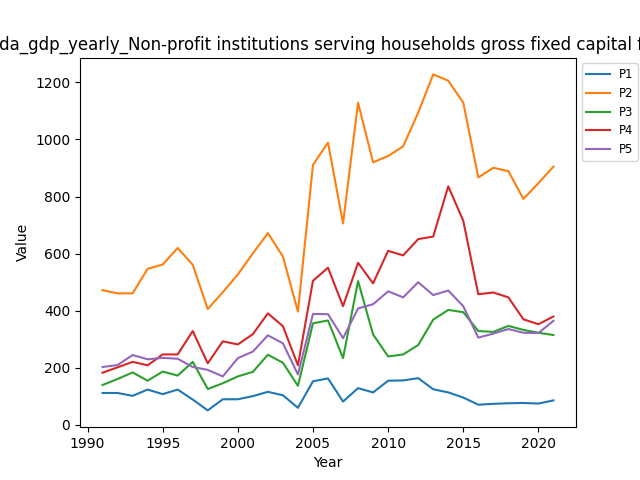 da_gdp_yearly_Non-profit institutions serving households gross fixed capital f
P1
P2
P3
P4
P5
Value
1200
1000
800
600
400
200
0
1990
1995
2000
2005
2010
2015
2020
Year